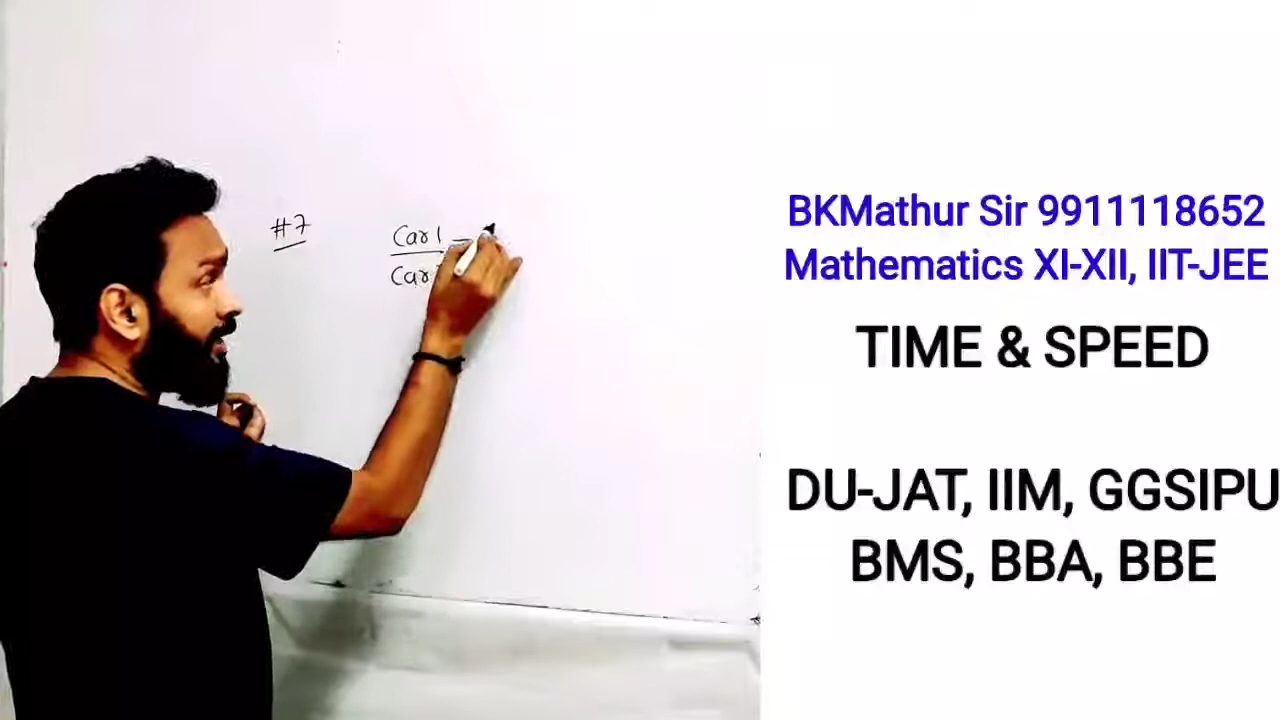 #7
Car 1 =
Car
BKMathur Sir 9911118652
Mathematics XI-XII, IIT-JEE
TIME & SPEED
DU-JAT, IIM, GGSIPU
BMS, BBA, BBE